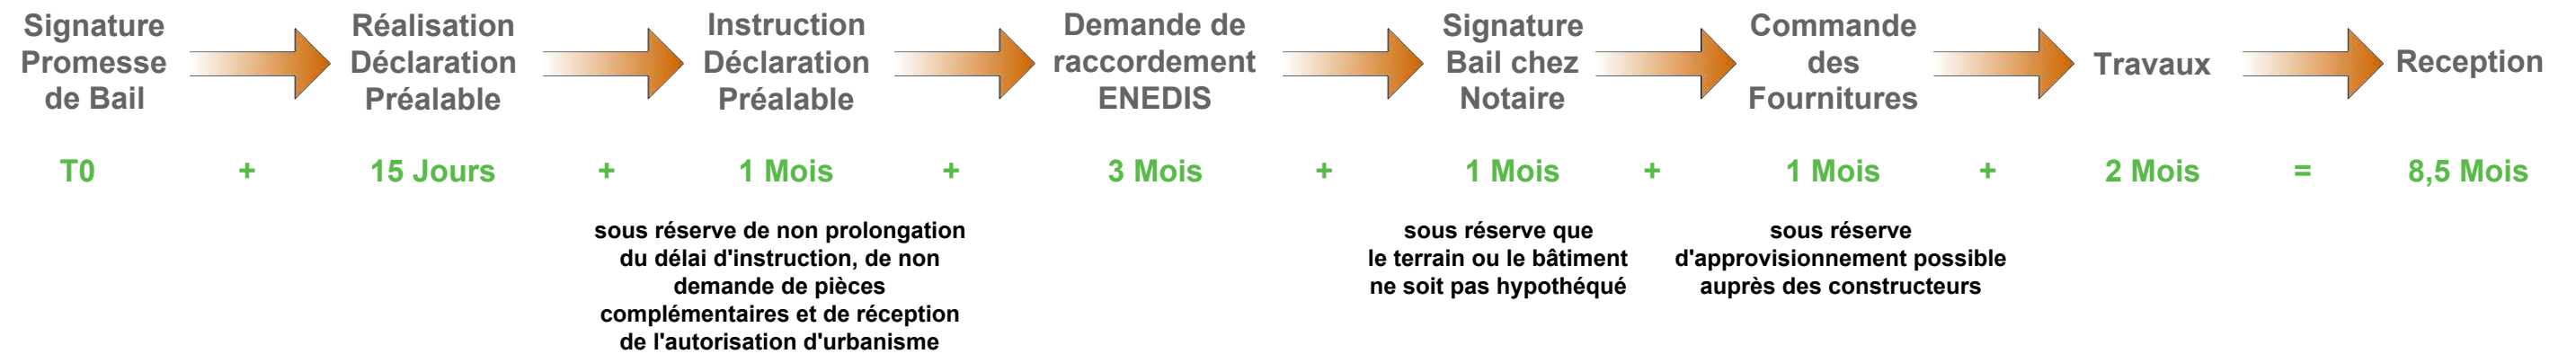 Signature
Promesse
de Bail
Réalisation
Déclaration
Préalable
Instruction
Déclaration
Préalable
Demande de
raccordement
ENEDIS
Signature
Bail chez
Notaire
Commande
des
Fournitures
Travaux
Reception
T0 + 15 Jours + 1 Mois + 3 Mois + 1 Mois + 1 Mois + 2 Mois = 8,5 Mois
sous réserve de non prolongation
du délai d'instruction, de non
demande de pièces
complémentaires et de réception
de l'autorisation d'urbanisme
sous réserve que
le terrain ou le bâtiment
ne soit pas hypothéqué
sous réserve
d'approvisionnement possible
auprès des constructeurs